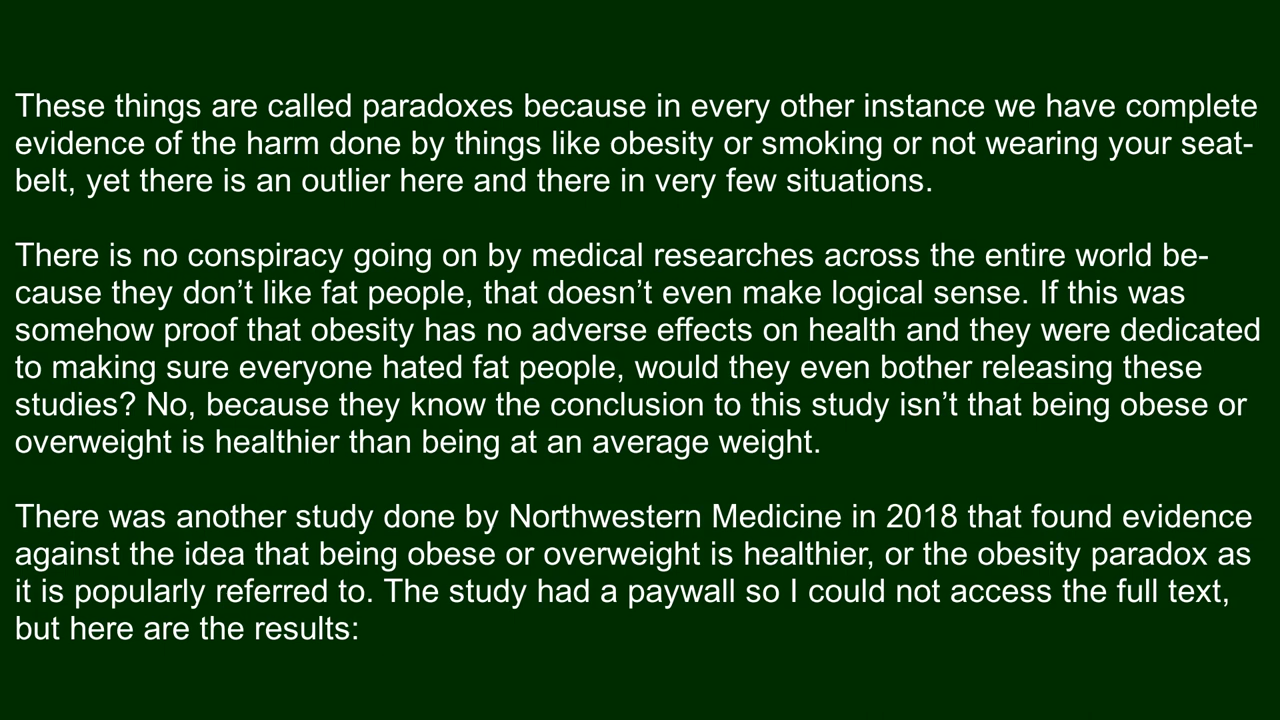 These things are called paradoxes because in every other instance we have complete
evidence of the harm done by things like obesity or smoking or not wearing your seat-
belt, yet there is an outlier here and there in very few situations.
There is no conspiracy going on by medical researches across the entire world be-
cause they don’t like fat people, that doesn’t even make logical sense. If this was
somehow proof that obesity has no adverse effects on health and they were dedicated
to making sure everyone hated fat people, would they even bother releasing these
studies? No, because they know the conclusion to this study isn’t that being obese or
overweight is healthier than being at an average weight.
There was another study done by Northwestern Medicine in 2018 that found evidence
against the idea that being obese or overweight is healthier, or the obesity paradox as
it is popularly referred to. The study had a paywall so I could not access the full text,
but here are the results: